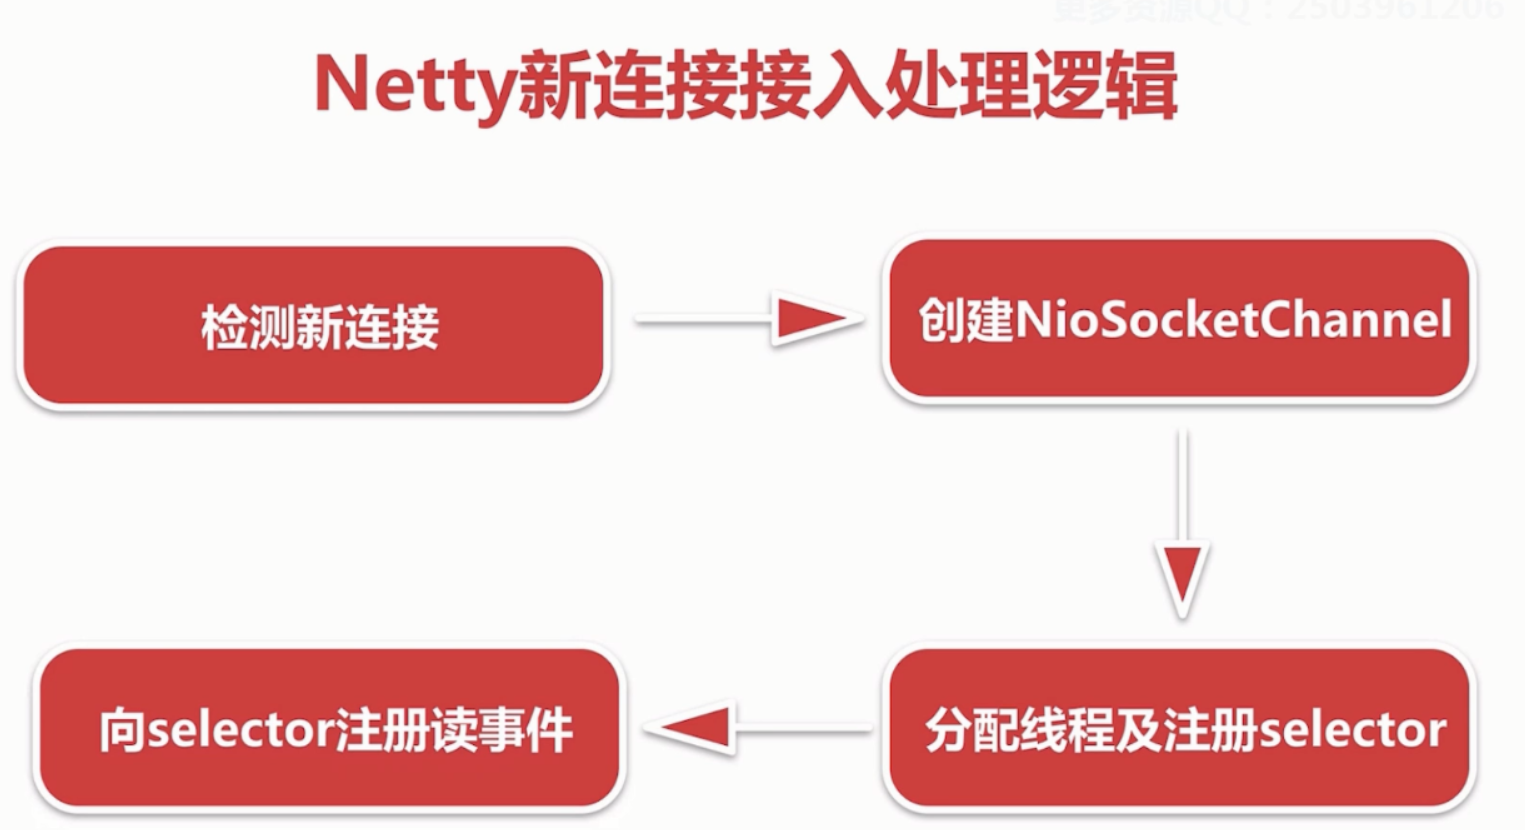 更多资源QQ：2503961206
Netty新连接接入处理逻辑
检测新连接
创建NioSocketChannel
分配线程及注册selector
向selector注册读事件